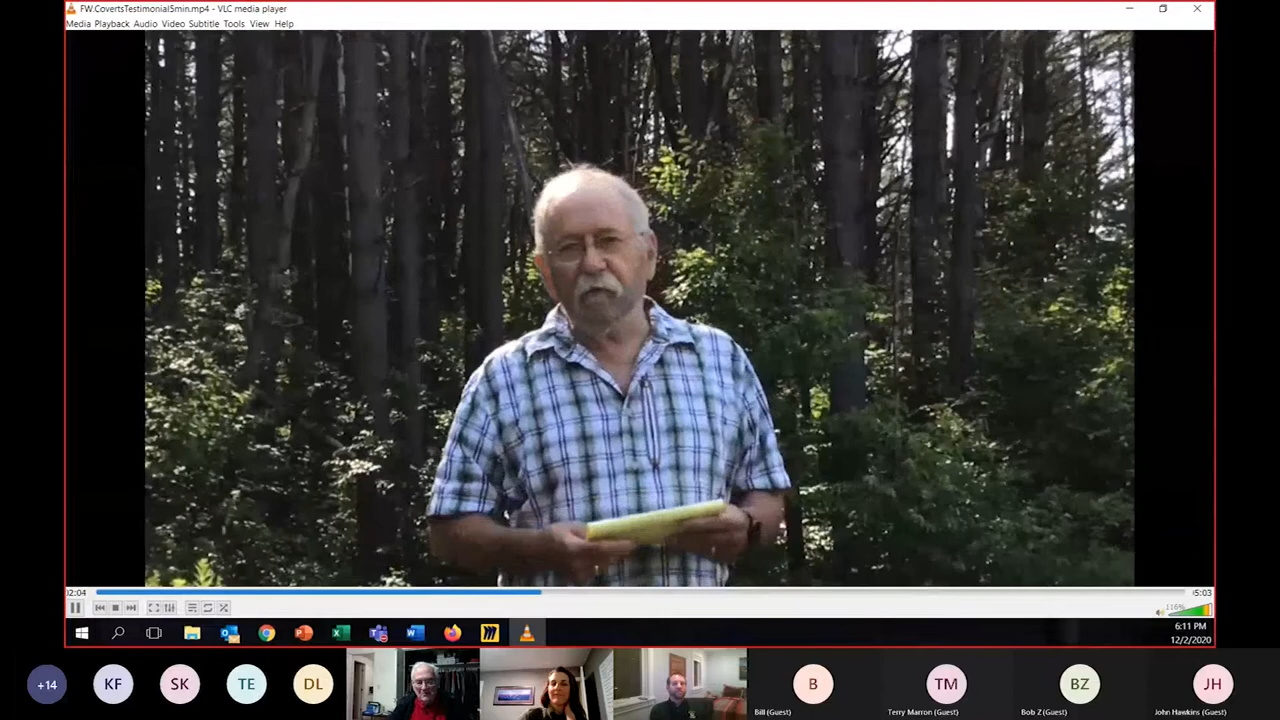 FW.CovertsTestimonial5min.mp4 - VLC media player
Media Playback Audio Video Subtitle Tools View Help
02:04
05:03
116%
6:11 PM
12/2/2020
+14
KF
SK
TE
DL
B
TM
BZ
JH
Bill (Guest)
Terry Marron (Guest)
Bob Z (Guest)
John Hawkins (Guest)